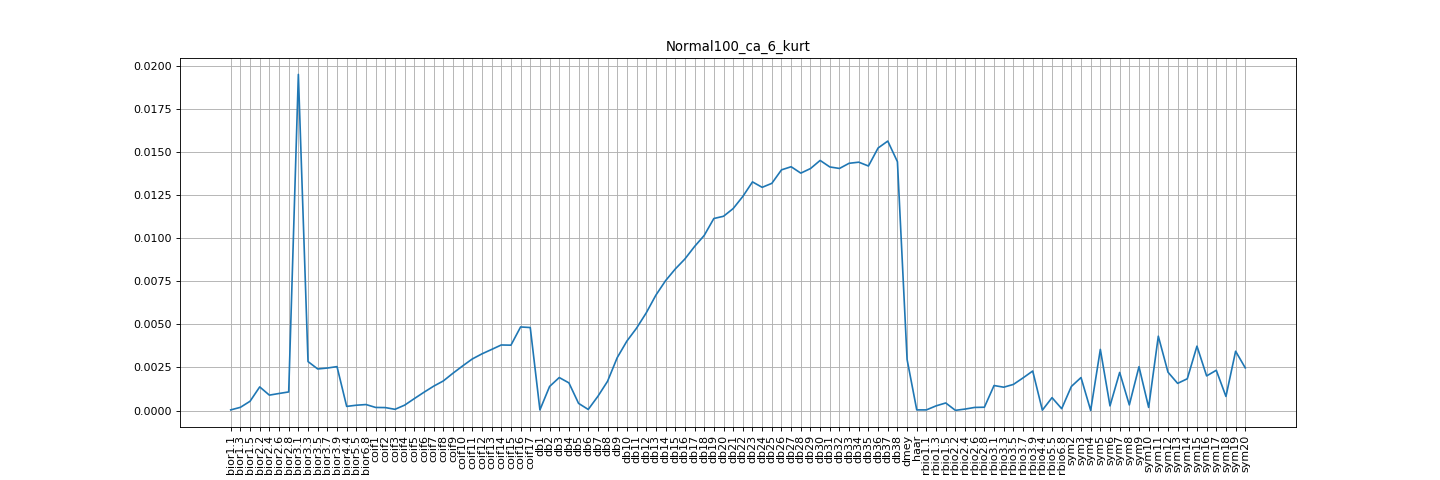 Normal100_ca_6_kurt
0.0200
0.0175
0.0150
0.0125
0.0100
0.0075
0.0050
0.0025
0.0000
bior1.1
bior1.3
bior1.5
bior2.2
bior2.4
bior2.6
bior2.8
bior3.1
bior3.3
bior3.5
bior3.7
bior3.9
bior4.4
bior5.5
bior6.8
coif1
coif2
coif3
coif4
coif5
coif6
coif7
coif8
coif9
coif10
coif11
coif12
coif13
coif14
coif15
coif16
coif17
db1
db2
db3
db4
db5
db6
db7
db8
db9
db10
db11
db12
db13
db14
db15
db16
db17
db18
db19
db20
db21
db22
db23
db24
db25
db26
db27
db28
db29
db30
db31
db32
db33
db34
db35
db36
db37
db38
dmey
haar
rbio1.1
rbio1.3
rbio1.5
rbio2.2
rbio2.4
rbio2.6
rbio2.8
rbio3.1
rbio3.3
rbio3.5
rbio3.7
rbio3.9
rbio4.4
rbio5.5
rbio6.8
sym2
sym3
sym4
sym5
sym6
sym7
sym8
sym9
sym10
sym11
sym12
sym13
sym14
sym15
sym16
sym17
sym18
sym19
sym20